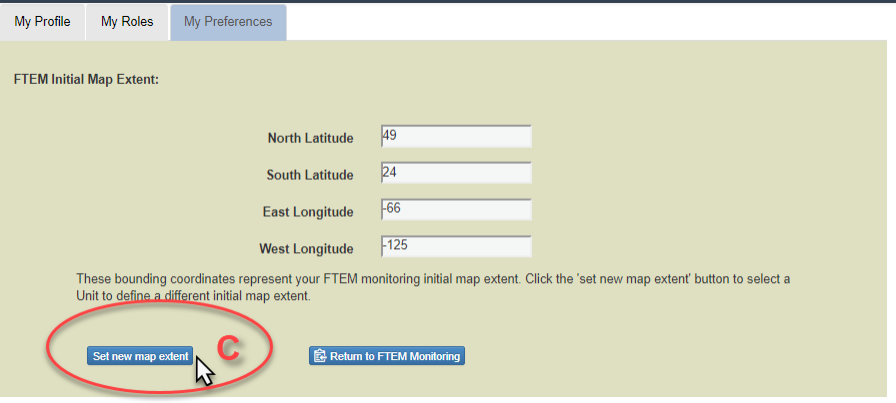 My Profile My Roles My Preferences
FTEM Initial Map Extent:
North Latitude 49
South Latitude 24
East Longitude -66
West Longitude -125
These bounding coordinates represent your FTEM monitoring initial map extent. Click the 'set new map extent' button to select a
Unit to define a different initial map extent.
Set new map extent C Return to FTEM Monitoring